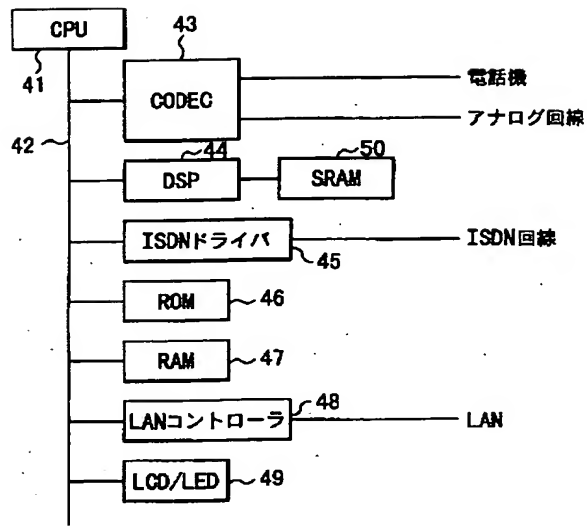 CPU
41
42
43
CODEC
電話機
アナログ回線
44
DSP
50
SRAM
ISDNドライバ
45
ISDN回線
ROM
46
RAM
47
LANコントローラ
48
LAN
LCD/LED
49